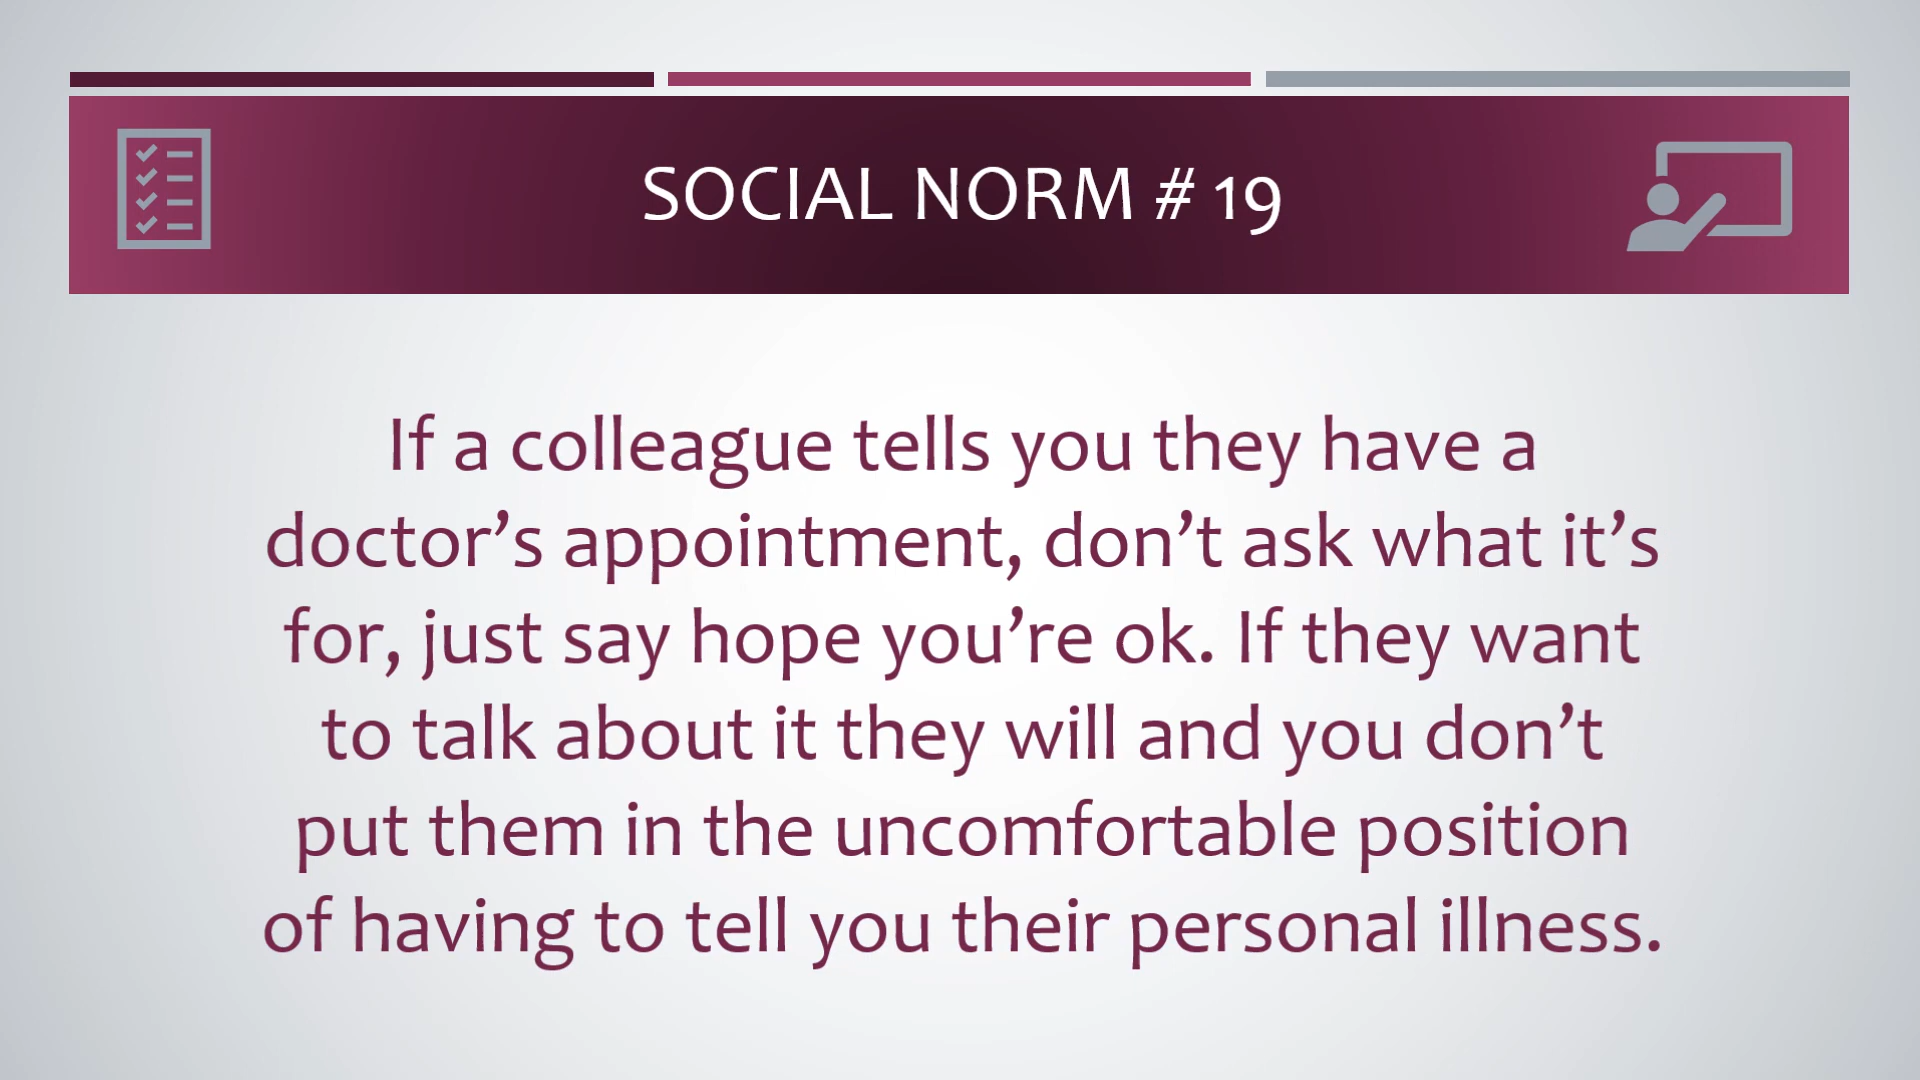 SOCIAL NORM # 19
If a colleague tells you they have a
doctor’s appointment, don’t ask what it’s
for, just say hope you’re ok. If they want
to talk about it they will and you don’t
put them in the uncomfortable position
of having to tell you their personal illness.